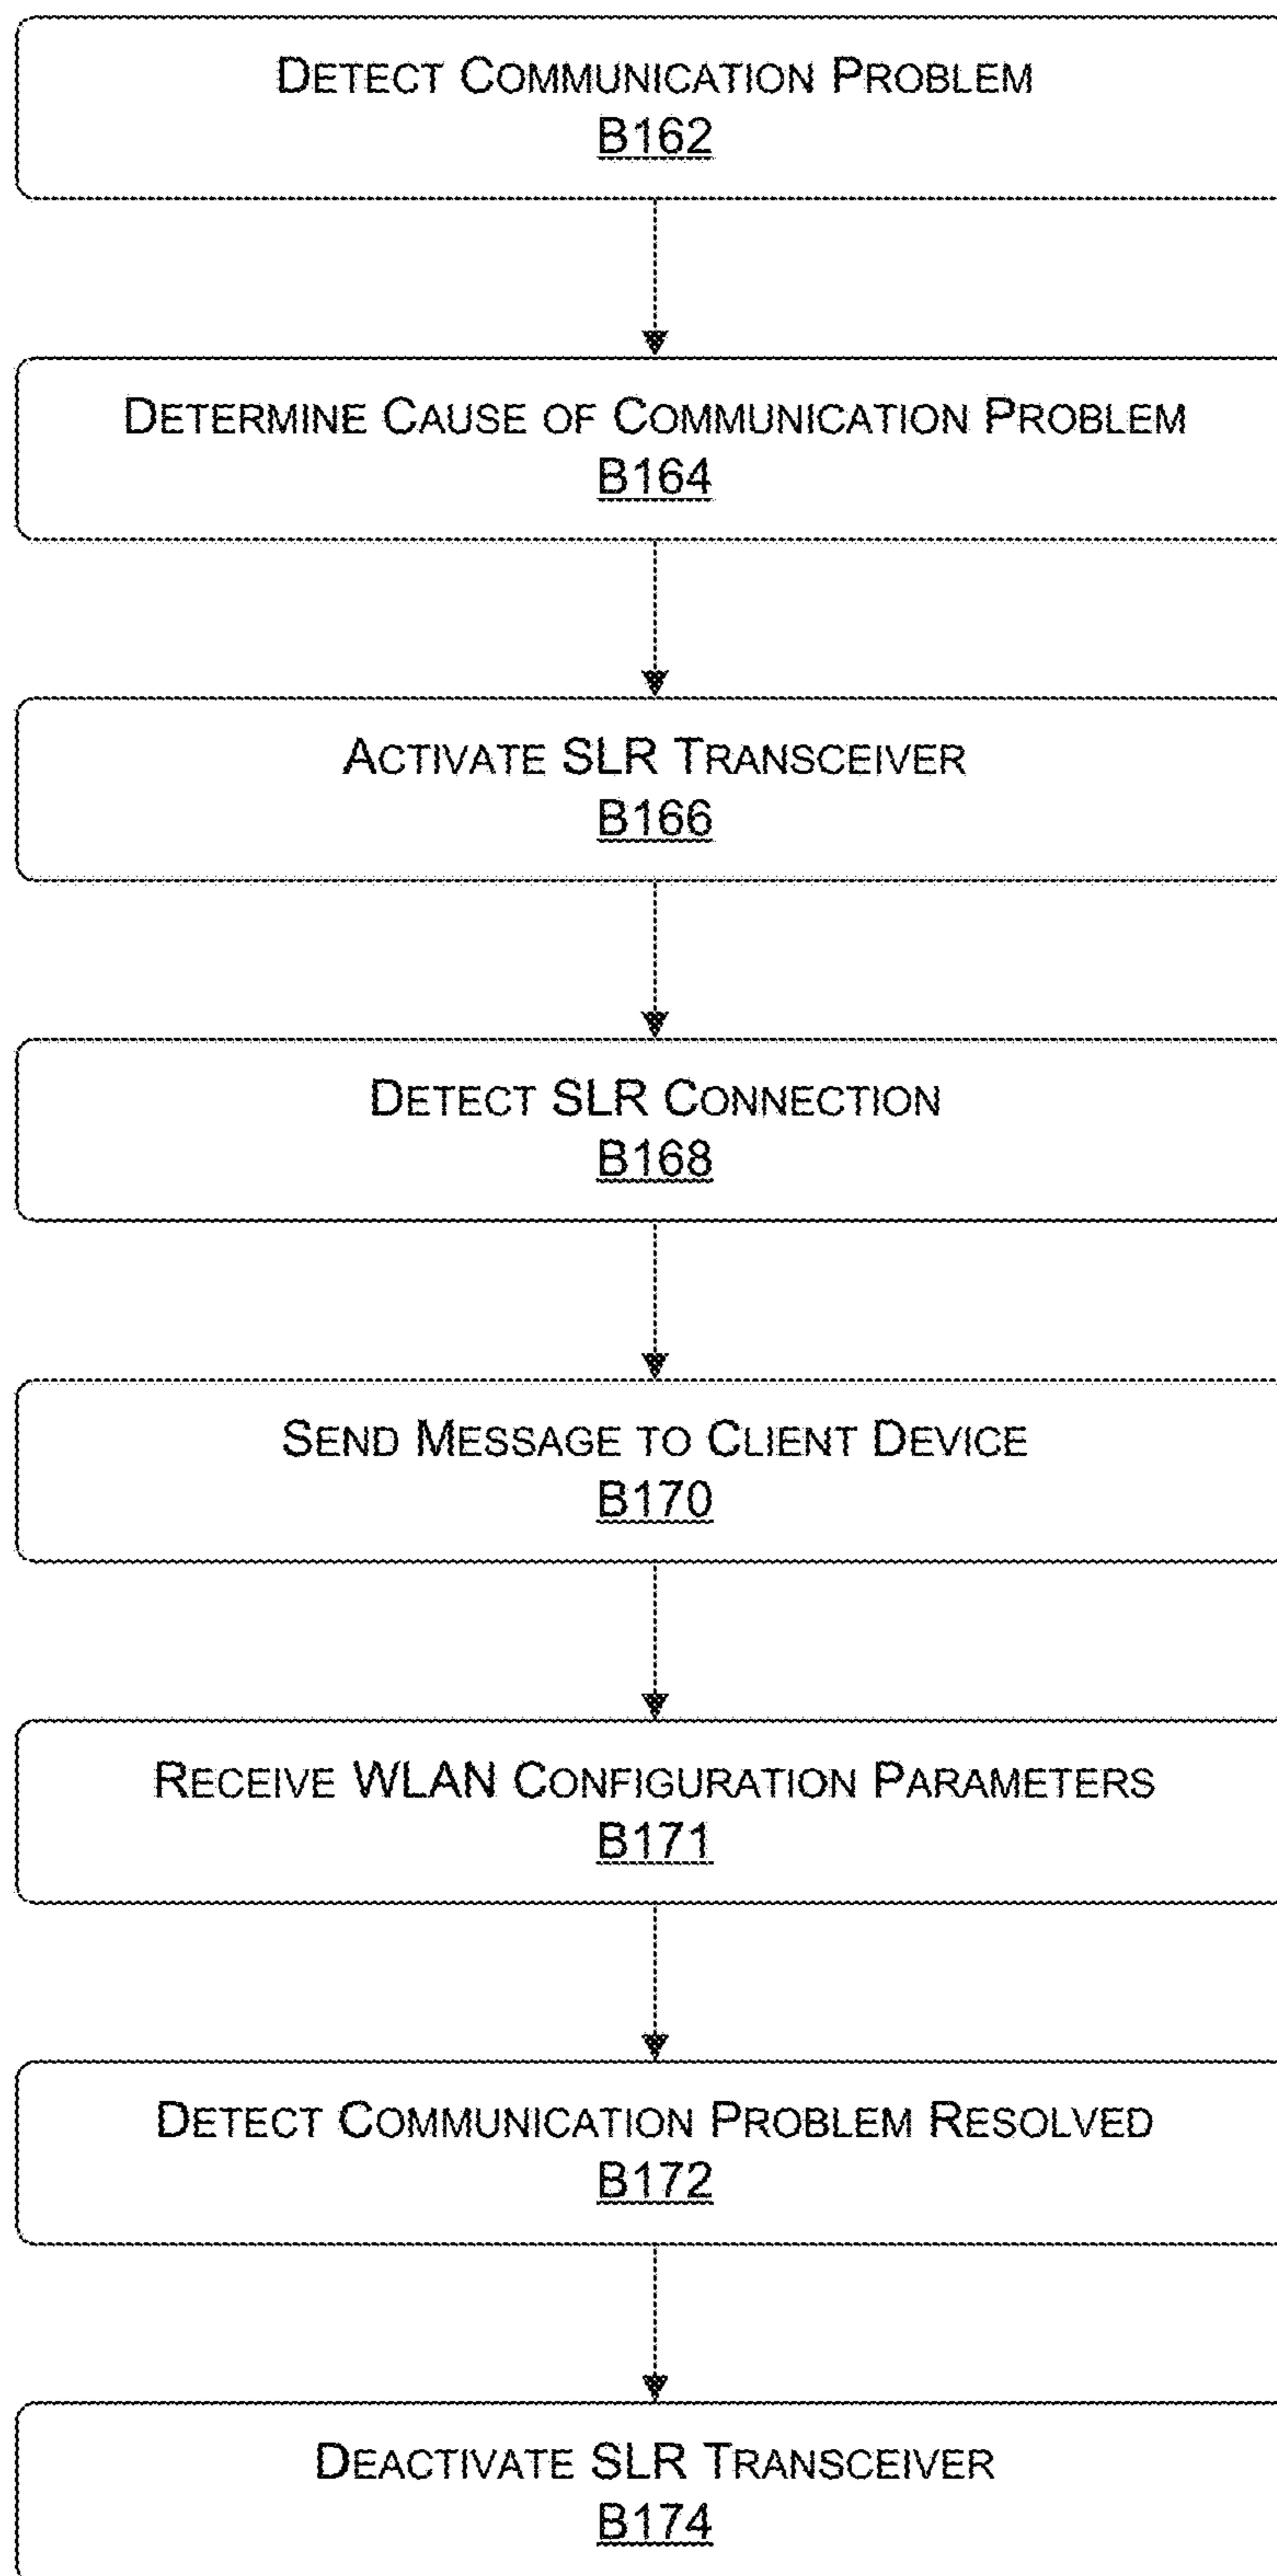 DETECT COMMUNICATION PROBLEM
B162
DETERMINE CAUSE OF COMMUNICATION PROBLEM
B164
ACTIVATE SLR TRANSCEIVER
B166
DETECT SLR CONNECTION
B168
SEND MESSAGE TO CLIENT DEVICE
B170
RECEIVE WLAN CONFIGURATION PARAMETERS
B171
DETECT COMMUNICATION PROBLEM RESOLVED
B172
DEACTIVATE SLR TRANSCEIVER
B174